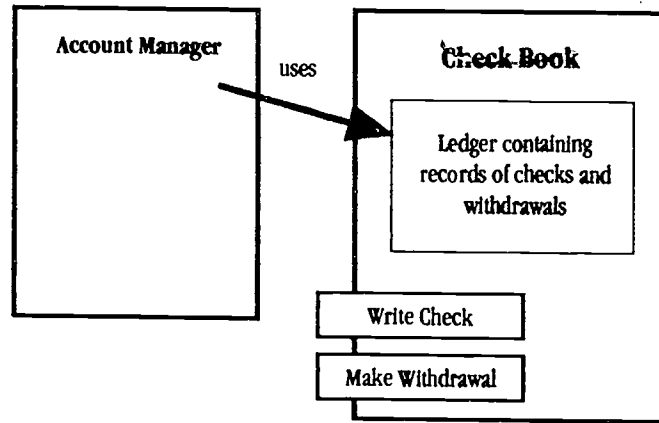 Account Manager
uses
Check Book
Ledger containing
records of checks and
withdrawals
Write Check
Make Withdrawal